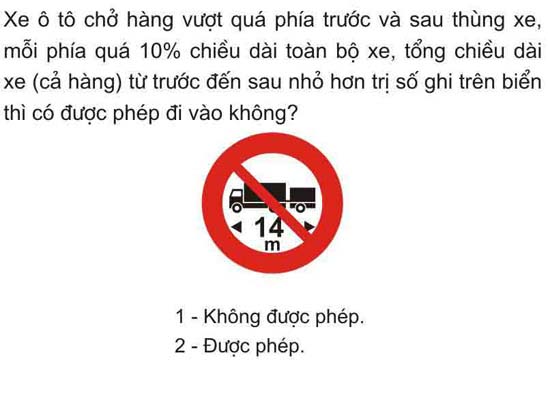 Xe ô tô chở hàng vượt quá phía trước và sau thùng xe,
mỗi phía quá 10% chiều dài toàn bộ xe, tổng chiều dài
xe (cả hàng) từ trước đến sau nhỏ hơn trị số ghi trên biển
thì có được phép đi vào không?
14
m
1 - Không được phép.
2 - Được phép.